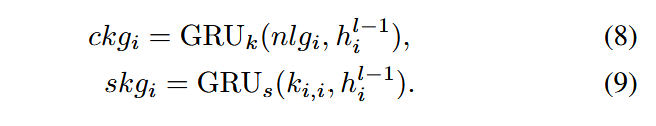 ckg_i = GRU_k(nlg_i, h_i^{l-1}), (8)
skg_i = GRU_s(k_{i,i}, h_i^{l-1}). (9)